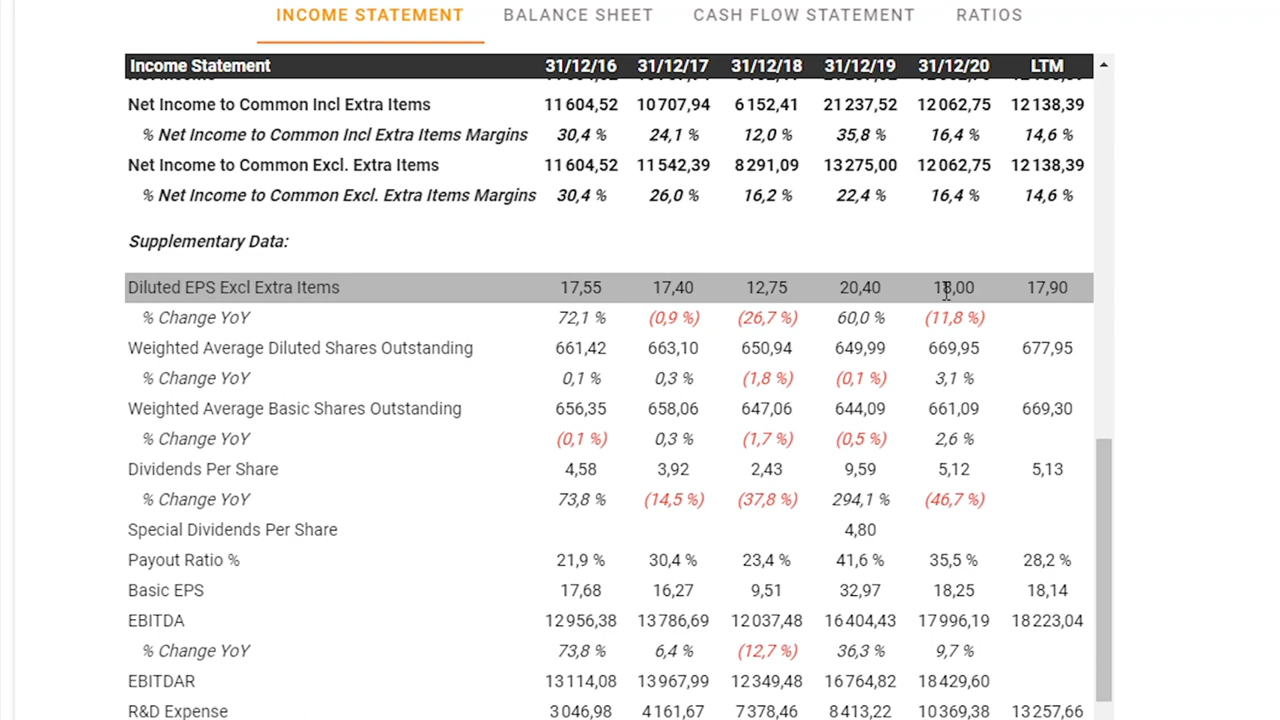 INCOME STATEMENT BALANCE SHEET CASH FLOW STATEMENT RATIOS
Income Statement 31/12/16 31/12/17 31/12/18 31/12/19 31/12/20 LTM
Net Income to Common Incl Extra Items 11 604,52 10 707,94 6 152,41 21 237,52 12 062,75 12 138,39
% Net Income to Common Incl Extra Items Margins 30,4 % 24,1 % 12,0 % 35,8 % 16,4 % 14,6 %
Net Income to Common Excl. Extra Items 11 604,52 11 542,39 8 291,09 13 275,00 12 062,75 12 138,39
% Net Income to Common Excl. Extra Items Margins 30,4 % 26,0 % 16,2 % 22,4 % 16,4 % 14,6 %
Supplementary Data:
Diluted EPS Excl Extra Items 17,55 17,40 12,75 20,40 18,00 17,90
% Change YoY 72,1 % (0,9 %) (26,7 %) 60,0 % (11,8 %)
Weighted Average Diluted Shares Outstanding 661,42 663,10 650,94 649,99 669,95 677,95
% Change YoY 0,1 % 0,3 % (1,8 %) (0,1 %) 3,1 %
Weighted Average Basic Shares Outstanding 656,35 658,06 647,06 644,09 661,09 669,30
% Change YoY (0,1 %) 0,3 % (1,7 %) (0,5 %) 2,6 %
Dividends Per Share 4,58 3,92 2,43 9,59 5,12 5,13
% Change YoY 73,8 % (14,5 %) (37,8 %) 294,1 % (46,7 %)
Special Dividends Per Share 4,80
Payout Ratio % 21,9 % 30,4 % 23,4 % 41,6 % 35,5 % 28,2 %
Basic EPS 17,68 16,27 9,51 32,97 18,25 18,14
EBITDA 12 956,38 13 786,69 12 037,48 16 404,43 17 996,19 18 223,04
% Change YoY 73,8 % 6,4 % (12,7 %) 36,3 % 9,7 %
EBITDAR 13 114,08 13 967,99 12 349,48 16 764,82 18 429,60
R&D Expense 3 046,98 4 161,67 7 378,46 8 413,22 10 369,38 13 257,66